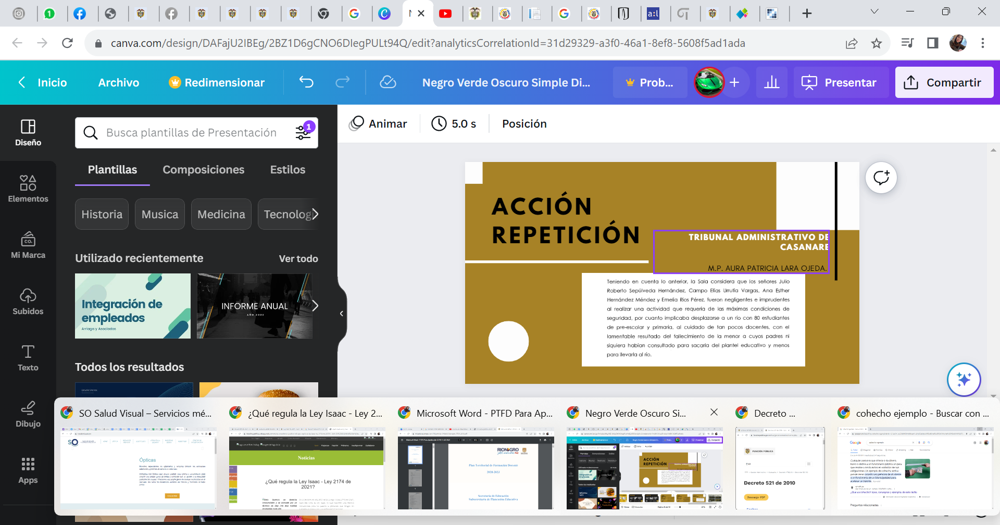 1
canva.com/design/DAFajU2IBEg/2BZ1D6gCNO6DIegPULt94Q/edit?analyticsCorrelationId=31d29329-a3f0-46a1-8ef8-5608f5ad1ada
Inicio
Archivo
Redimensionar
Negro Verde Oscuro Simple Di...
Prob...
Presentar
Compartir
Diseño
Elementos
CO.
Mi Marca
Subidos
Texto
Dibujo
Apps
Busca plantillas de Presentación
1
Plantillas
Composiciones
Estilos
Historia
Musica
Medicina
Tecnologi
Utilizado recientemente
Ver todo
Integración de
empleados
Arriaga y Asociados
INFORME ANUAL
AÑO 2022
Todos los resultados
Animar
5.0 s
Posición
ACCIÓN
REPETICIÓN
TRIBUNAL ADMINISTRATIVO DE
CASANARE
M.P. AURA PATRICIA LARA OJEDA.
Teniendo en cuenta lo anterior, la Sala considera que los señores Julio
Roberto Sepúlveda Hernández, Campo Elías Urrutia Vargas, Ana Esther
Hernández Méndez y Emelia Rios Pérez, fueron negligentes e imprudentes
al realizar una actividad que requería de las máximas condiciones de
seguridad, por cuanto implicaba desplazarse a un río con 80 estudiantes
de pre-escolar y primaria, al cuidado de tan pocos docentes, con el
lamentable resultado del fallecimiento de la menor a cuyos padres ni
siquiera habían consultado para sacarla del plantel educativo y menos
para llevarla al río.
SO Salud Visual – Servicios mé...
Ópticas
¿Qué regula la Ley Isaac - Ley 2...
Noticias
¿Qué regula la Ley Isaac - Ley 2174 de
2021?
Microsoft Word - PTFD Para Ap...
RIONEGRO
Plan Territorial de Formación Docente
2020-2023
Secretaría de Educación
Subsecretaría de Planeación Educativa
Negro Verde Oscuro Si...
ACCIÓN
REPETICIÓN
Decreto ...
FUNCIÓN PÚBLICA
EVA
Decreto 521 de 2010
Descargar PDF
cohecho ejemplo - Buscar con ...
Google
Preguntas relacionadas